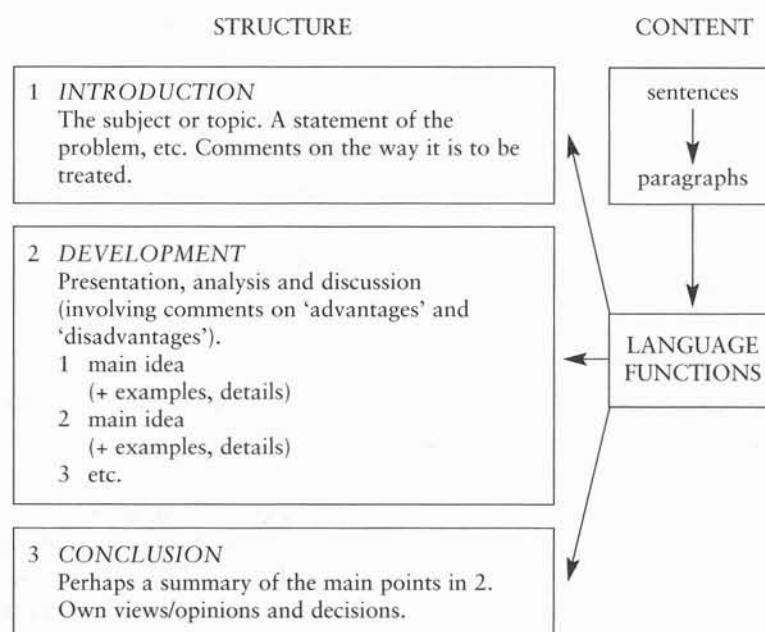 STRUCTURE
CONTENT
1 INTRODUCTION
The subject or topic. A statement of the
problem, etc. Comments on the way it is to be
treated.
2 DEVELOPMENT
Presentation, analysis and discussion
(involving comments on ‘advantages’ and
‘disadvantages’).
1 main idea
(+ examples, details)
2 main idea
(+ examples, details)
3 etc.
3 CONCLUSION
Perhaps a summary of the main points in 2.
Own views/opinions and decisions.
sentences
paragraphs
LANGUAGE
FUNCTIONS